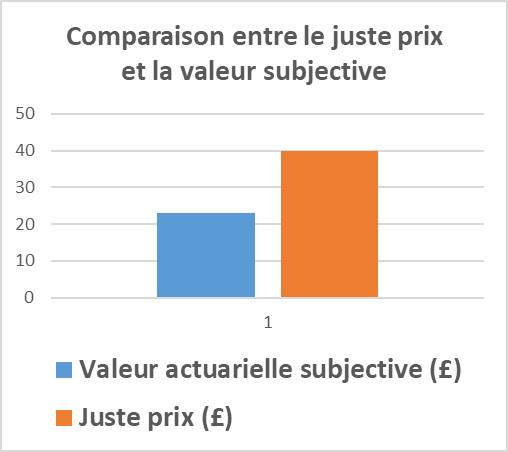 Comparaison entre le juste prix
et la valeur subjective
50
40
30
20
10
0
1
Valeur actuarielle subjective (£)
Juste prix (£)